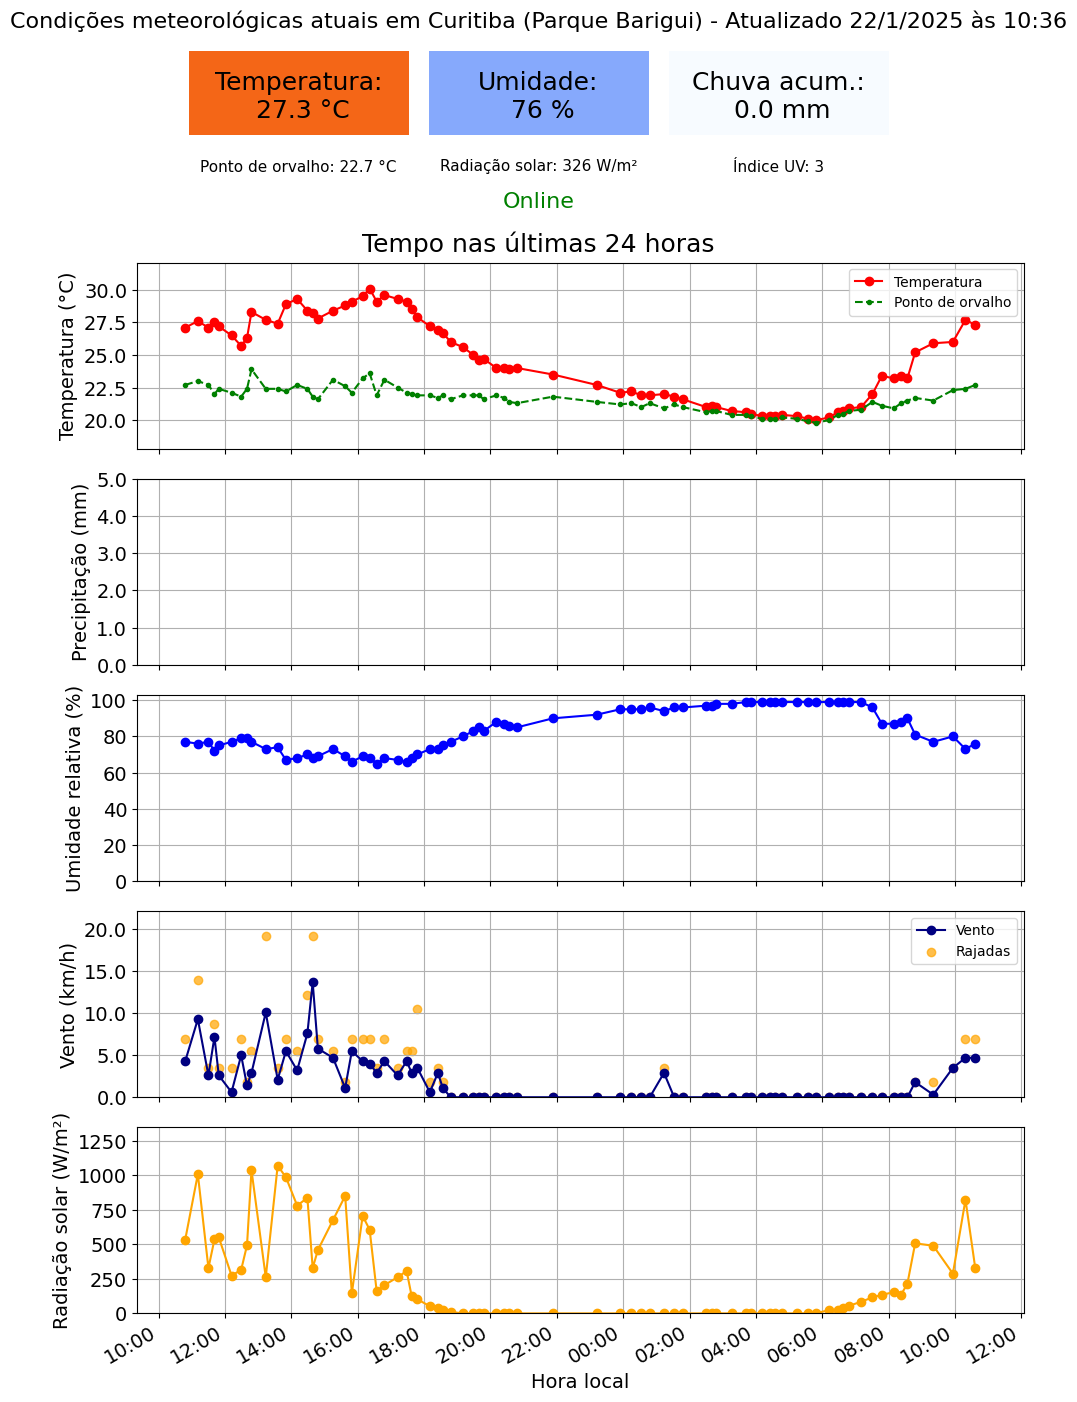 Condições meteorológicas atuais em Curitiba (Parque Barigui) - Atualizado 22/1/2025 às 10:36
Temperatura:
27.3 °C
Umidade:
76 %
Chuva acum.:
0.0 mm
Ponto de orvalho: 22.7 °C
Radiação solar: 326 W/m²
Índice UV: 3
Online
Tempo nas últimas 24 horas
Temperatura (°C)
30.0
27.5
25.0
22.5
20.0
Temperatura
Ponto de orvalho
Precipitação (mm)
5.0
4.0
3.0
2.0
1.0
0.0
Umidade relativa (%)
100
80
60
40
20
0
Vento (km/h)
20.0
15.0
10.0
5.0
0.0
Vento
Rajadas
Radiação solar (W/m²)
1250
1000
750
500
250
0
10:00
12:00
14:00
16:00
18:00
20:00
22:00
00:00
02:00
04:00
06:00
08:00
10:00
12:00
Hora local